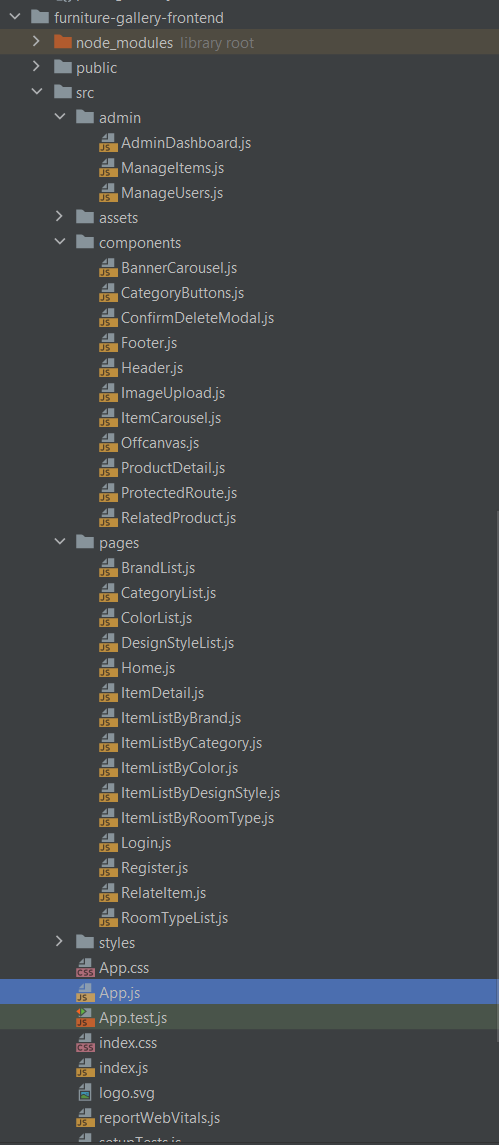 furniture-gallery-frontend
node_modules library root
public
src
admin
AdminDashboard.js
ManageItems.js
ManageUsers.js
assets
components
BannerCarousel.js
CategoryButtons.js
ConfirmDeleteModal.js
Footer.js
Header.js
ImageUpload.js
ItemCarousel.js
Offcanvas.js
ProductDetail.js
ProtectedRoute.js
RelatedProduct.js
pages
BrandList.js
CategoryList.js
ColorList.js
DesignStyleList.js
Home.js
ItemDetail.js
ItemListByBrand.js
ItemListByCategory.js
ItemListByColor.js
ItemListByDesignStyle.js
ItemListByRoomType.js
Login.js
Register.js
RelateItem.js
RoomTypeList.js
styles
App.css
App.js
App.test.js
index.css
index.js
logo.svg
reportWebVitals.js
setupTests.js